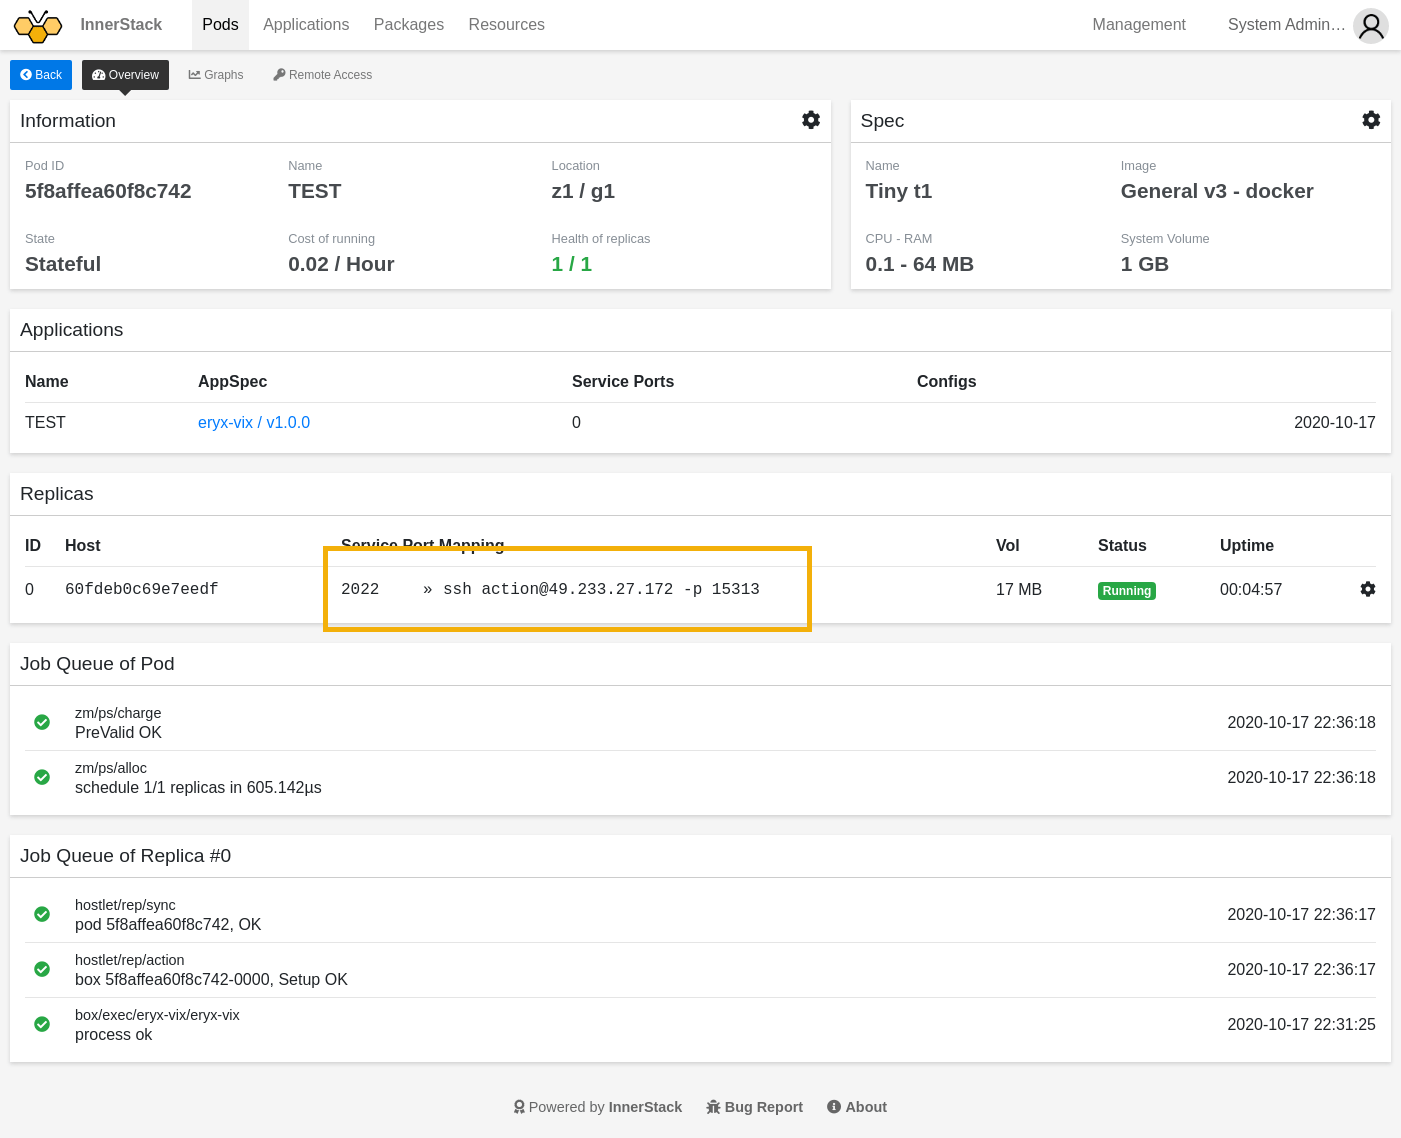 InnerStack Pods Applications Packages Resources Management System Admin…
Back Overview Graphs Remote Access
Information
Pod ID Name Location
5f8affea60f8c742 TEST z1 / g1
State Cost of running Health of replicas
Stateful 0.02 / Hour 1 / 1
Spec
Name Image
Tiny t1 General v3 - docker
CPU - RAM System Volume
0.1 - 64 MB 1 GB
Applications
Name AppSpec Service Ports Configs
TEST eryx-vix / v1.0.0 0 2020-10-17
Replicas
ID Host Service Port Mapping Vol Status Uptime
0 60fdeb0c69e7eedf 2022 » ssh action@49.233.27.172 -p 15313 17 MB Running 00:04:57
Job Queue of Pod
zm/ps/charge
PreValid OK 2020-10-17 22:36:18
zm/ps/alloc
schedule 1/1 replicas in 605.142µs 2020-10-17 22:36:18
Job Queue of Replica #0
hostlet/rep/sync
pod 5f8affea60f8c742, OK 2020-10-17 22:36:17
hostlet/rep/action
box 5f8affea60f8c742-0000, Setup OK 2020-10-17 22:36:17
box/exec/eryx-vix/eryx-vix
process ok 2020-10-17 22:31:25
Powered by InnerStack Bug Report About